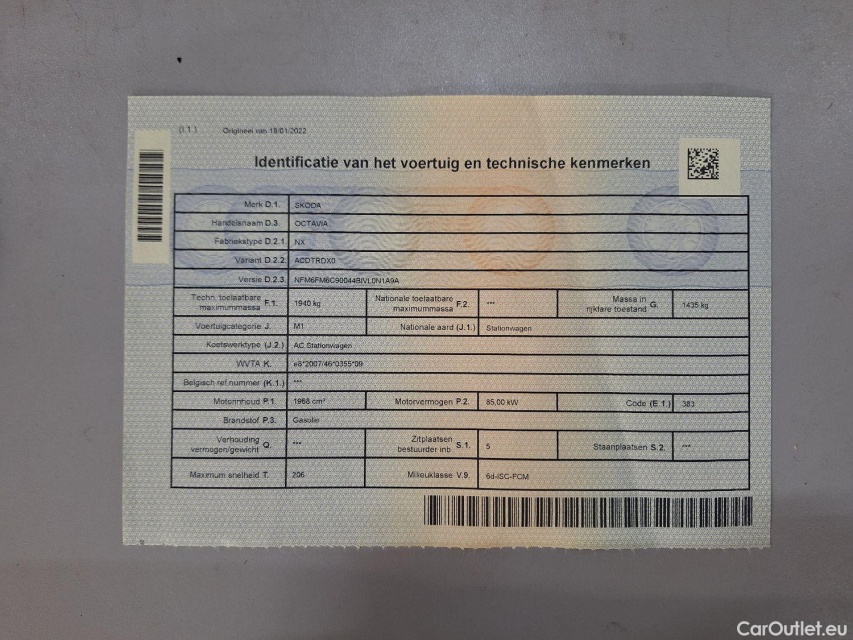 (I.1.) Origineel van 18/01/2022
Identificatie van het voertuig en technische kenmerken
Merk D.1. SKODA
Handelsnaam D.3. OCTAVIA
Fabriekstype D.2.1. NX
Variant D.2.2. ACDTRDX0
Versie D.2.3.
Techn. toelaatbare maximummassa F.1. 1940 kg Nationale toelaatbare maximummassa F.2. *** Massa in rijklare toestand G. 1435 kg
Voertuigcategorie J. M1 Nationale aard (J.1.) Stationwagen
Koetswerktype (J.2.) AC Stationwagen
WVTA K. e8*2007/46*0355*09
Belgisch ref.nummer (K.1.) ***
Motorinhoud P.1. 1968 cm³ Motorvermogen P.2. 85,00 kW Code (E.1.) 383
Brandstof P.3. Gasolie
Verhouding vermogen/gewicht Q. *** Zitplaatsen bestuurder inb. S.1. 5 Staanplaatsen S.2. ***
Maximum snelheid T. 206 Milieuklasse V.9. 6d-ISC-FCM
CarOutlet.eu